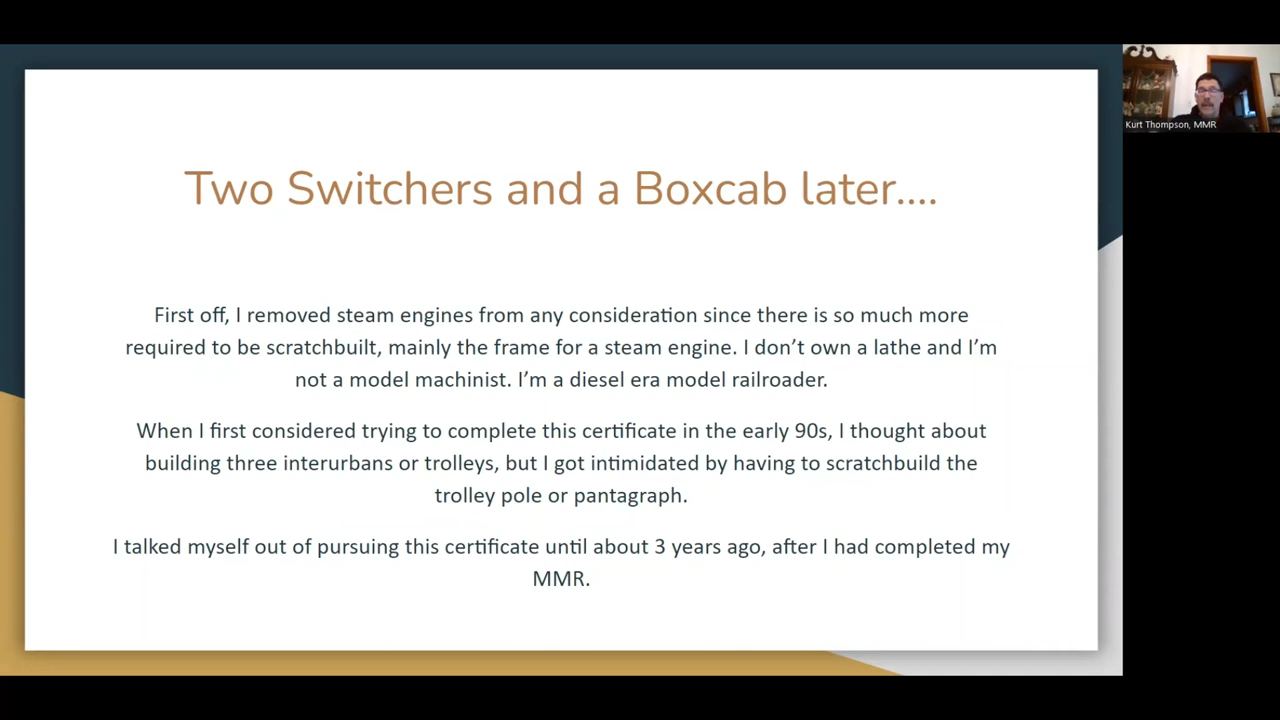 Two Switchers and a Boxcab later....
First off, I removed steam engines from any consideration since there is so much more
required to be scratchbuilt, mainly the frame for a steam engine. I don’t own a lathe and I’m
not a model machinist. I’m a diesel era model railroader.
When I first considered trying to complete this certificate in the early 90s, I thought about
building three interurbans or trolleys, but I got intimidated by having to scratchbuild the
trolley pole or pantagraph.
I talked myself out of pursuing this certificate until about 3 years ago, after I had completed my
MMR.
Kurt Thompson, MMR